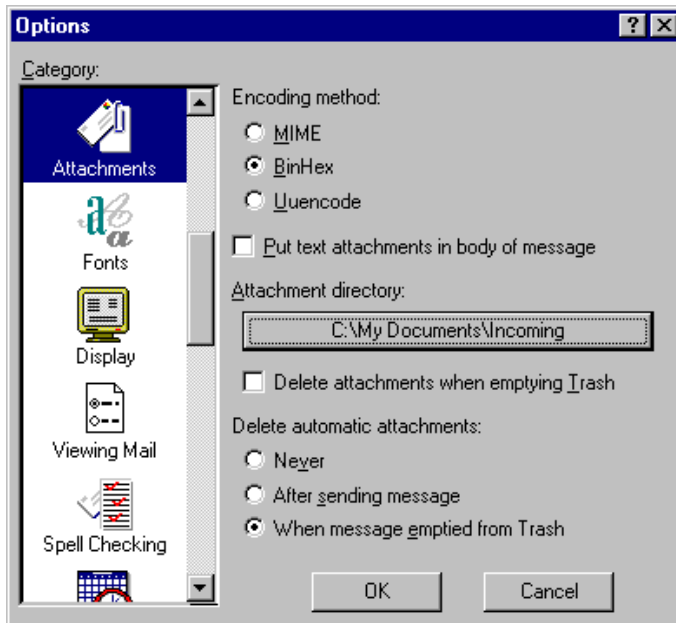 Options
Category:
Attachments
Fonts
Display
Viewing Mail
Spell Checking
Encoding method:
MIME
BinHex
Uuencode
Put text attachments in body of message
Attachment directory:
C:\My Documents\Incoming
Delete attachments when emptying Trash
Delete automatic attachments:
Never
After sending message
When message emptied from Trash
OK
Cancel